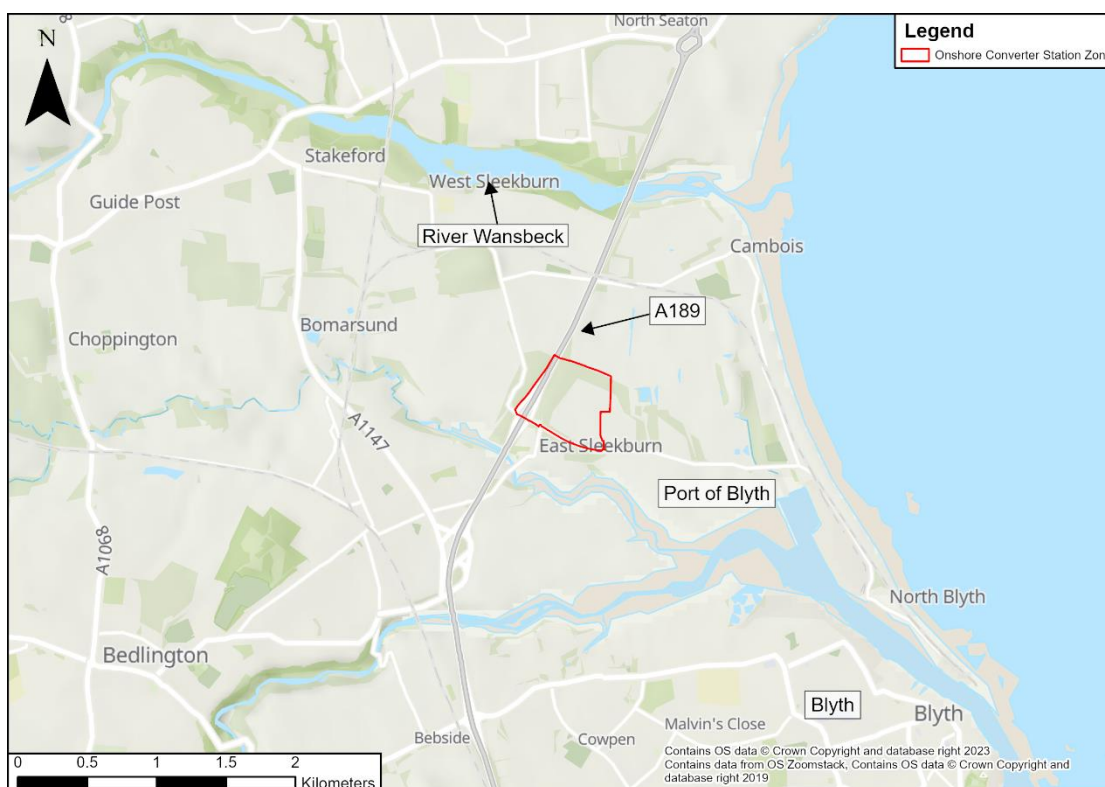 8
North Seaton
Legend
Onshore Converter Station Zon
N
Stakeford
West Sleekburn
Guide Post
River Wansbeck
Cambois
A189
Bomarsund
Choppington
A1147
East Sleekburn
Port of Blyth
A1068
North Blyth
Bedlington
Blyth
Malvin's Close
Blyth
Bebside
Cowpen
Contains OS data © Crown Copyright and database right 2023
Contains data from OS Zoomstack, Contains OS data © Crown Copyright and
database right 2019
0 0.5 1 1.5 2
Kilometers